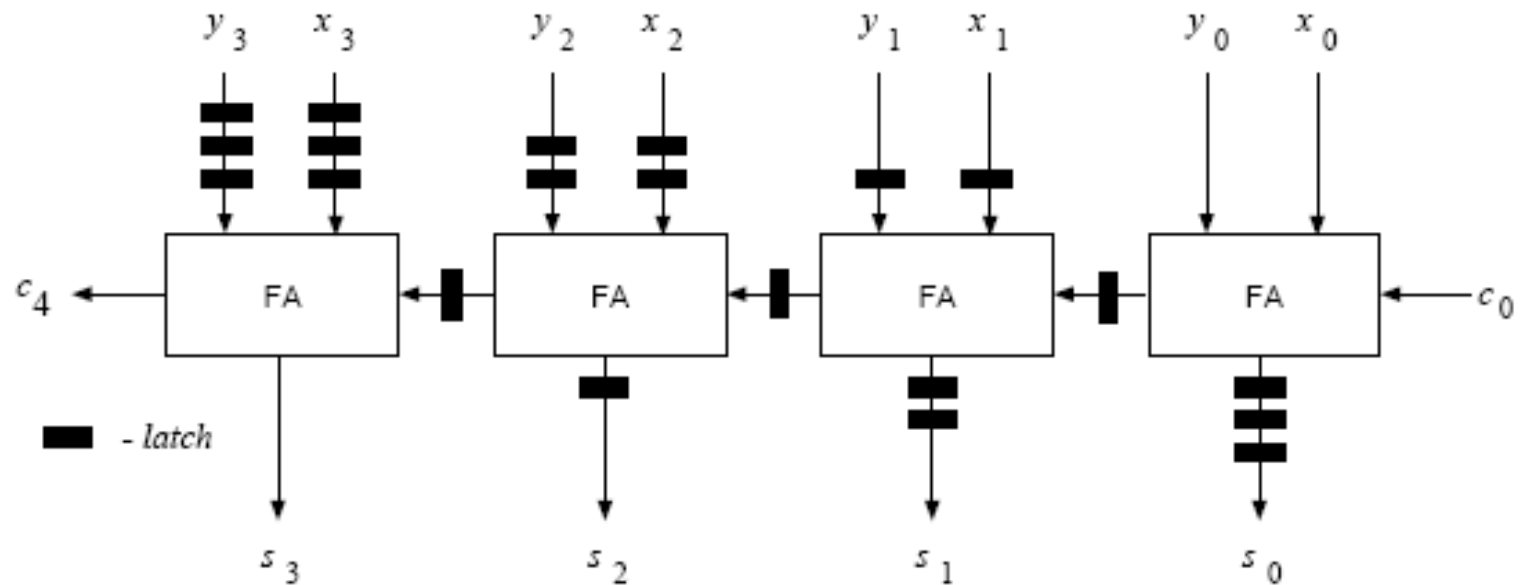 y3 x3 y2 x2 y1 x1 y0 x0
c4 FA FA FA FA c0
- latch
s3 s2 s1 s0